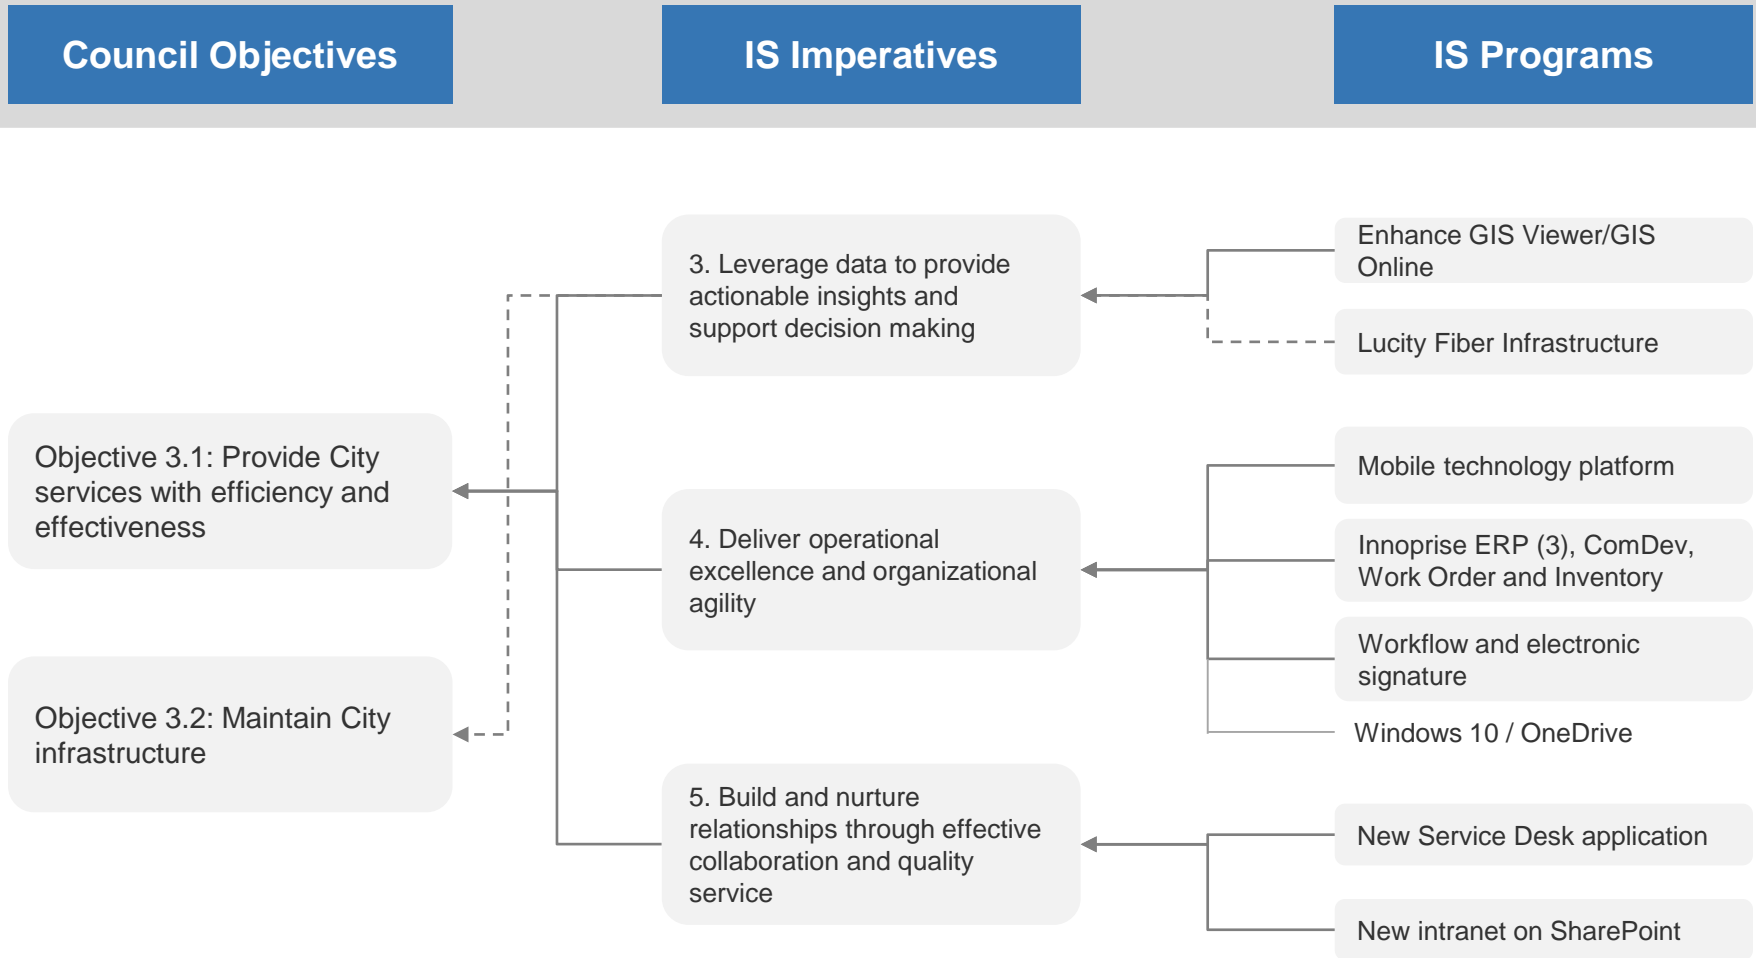 Council Objectives
IS Imperatives
IS Programs
Objective 3.1: Provide City
services with efficiency and
effectiveness
Objective 3.2: Maintain City
infrastructure
3. Leverage data to provide
actionable insights and
support decision making
4. Deliver operational
excellence and organizational
agility
5. Build and nurture
relationships through effective
collaboration and quality
service
Enhance GIS Viewer/GIS
Online
Lucity Fiber Infrastructure
Mobile technology platform
Innoprise ERP (3), ComDev,
Work Order and Inventory
Workflow and electronic
signature
Windows 10 / OneDrive
New Service Desk application
New intranet on SharePoint